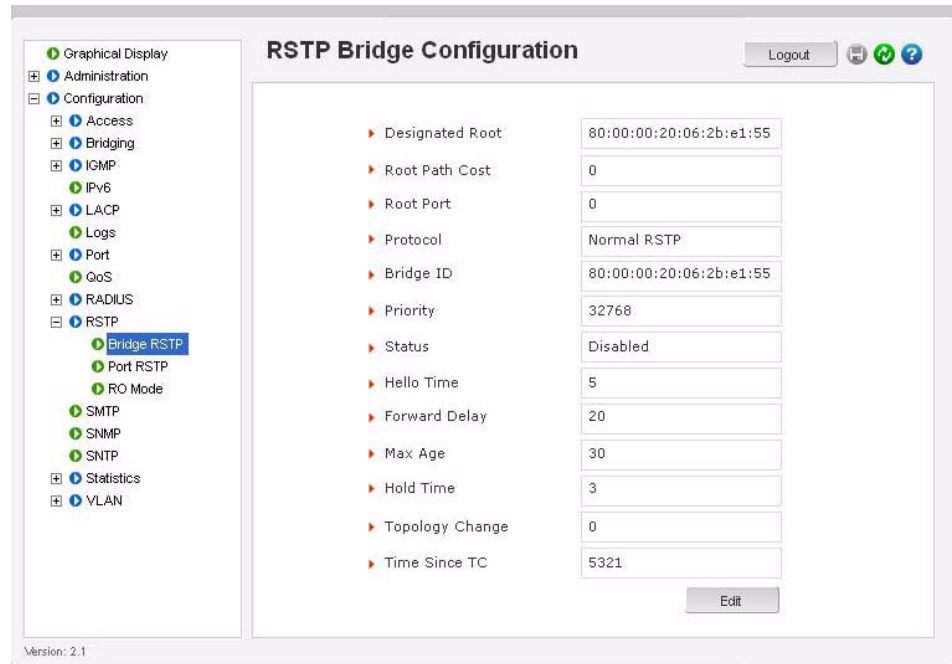 RSTP Bridge Configuration
Logout
Graphical Display
Administration
Configuration
Access
Bridging
IGMP
IPv6
LACP
Logs
Port
QoS
RADIUS
RSTP
Bridge RSTP
Port RSTP
RO Mode
SMTP
SNMP
SNTP
Statistics
VLAN
Designated Root 80:00:00:20:06:2b:e1:55
Root Path Cost 0
Root Port 0
Protocol Normal RSTP
Bridge ID 80:00:00:20:06:2b:e1:55
Priority 32768
Status Disabled
Hello Time 5
Forward Delay 20
Max Age 30
Hold Time 3
Topology Change 0
Time Since TC 5321
Edit
Version: 2.1